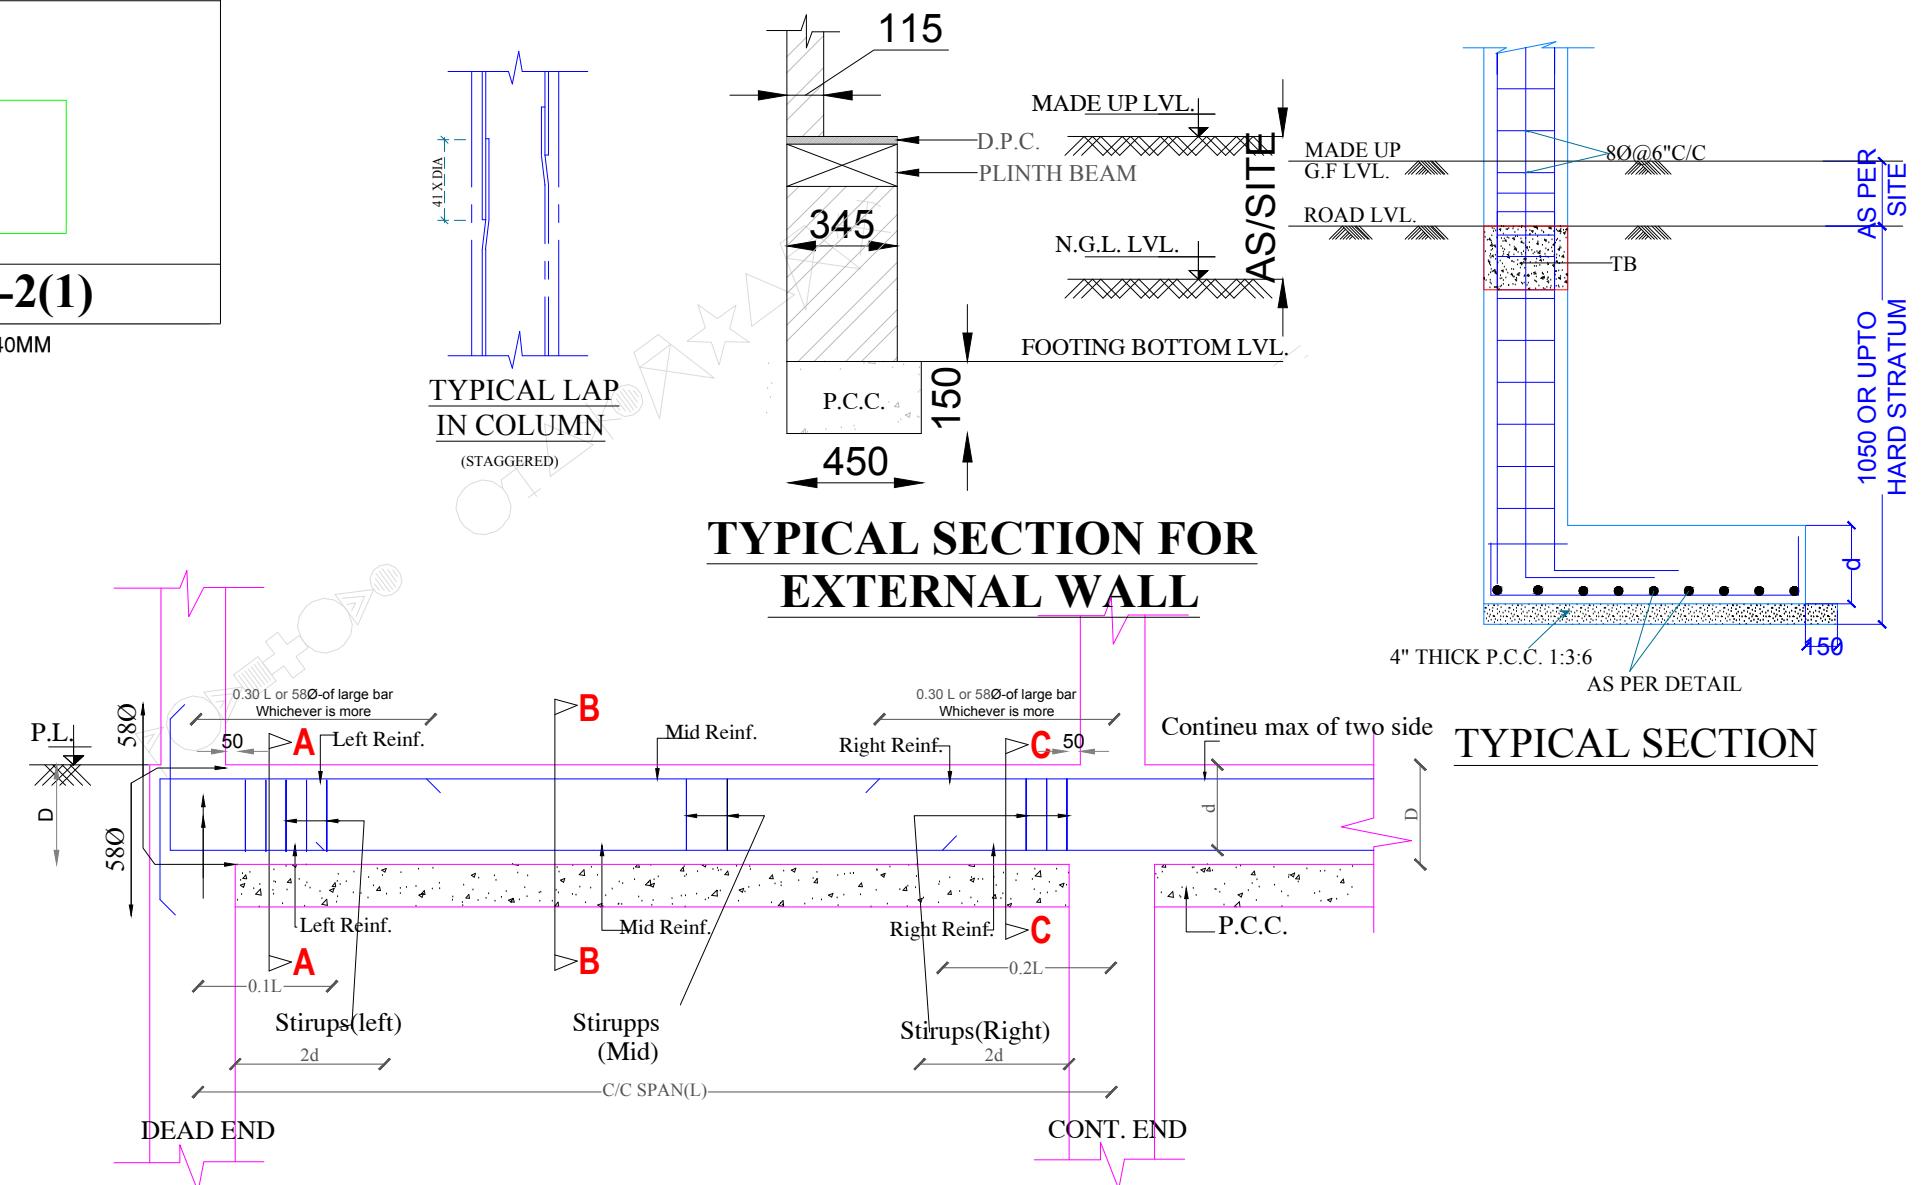 -2(1)
40MM
41 X DIA
TYPICAL LAP
IN COLUMN
(STAGGERED)
115
D.P.C.
PLINTH BEAM
345
P.C.C.
150
450
MADE UP LVL.
N.G.L. LVL.
FOOTING BOTTOM LVL.
AS/SITE
TYPICAL SECTION FOR
EXTERNAL WALL
MADE UP
G.F LVL.
ROAD LVL.
8Ø@6"C/C
TB
AS PER
SITE
1050 OR UPTO
HARD STRATUM
d
150
4" THICK P.C.C. 1:3:6
AS PER DETAIL
TYPICAL SECTION
P.L.
D
58Ø
58Ø
50
0.30 L or 58Ø-of large bar
Whichever is more
A
Left Reinf.
B
Mid Reinf.
0.30 L or 58Ø-of large bar
Whichever is more
Right Reinf.
C
50
Contineu max of two side
d
D
Left Reinf.
A
Mid Reinf.
B
Right Reinf.
C
P.C.C.
0.1L
0.2L
Stirups(left)
Stirupps
(Mid)
Stirups(Right)
2d
2d
C/C SPAN(L)
DEAD END
CONT. END